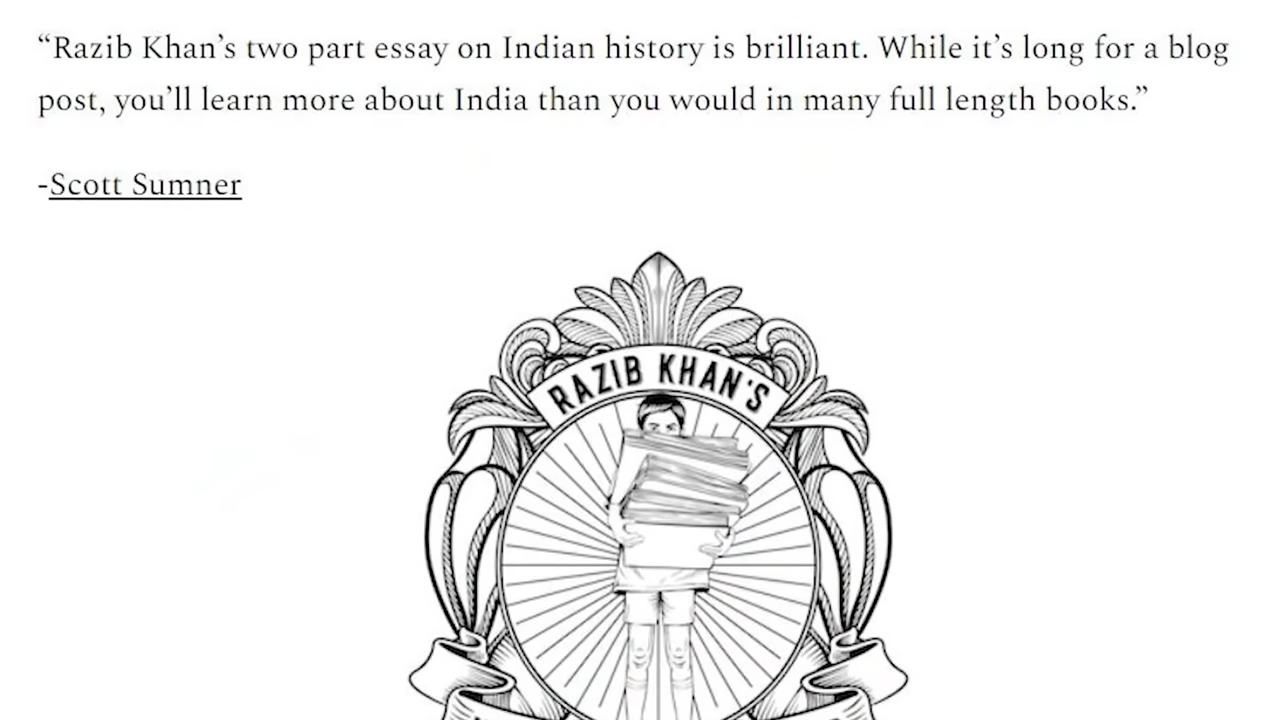 “Razib Khan’s two part essay on Indian history is brilliant. While it’s long for a blog
post, you’ll learn more about India than you would in many full length books.”
-Scott Sumner
RAZIB KHAN'S